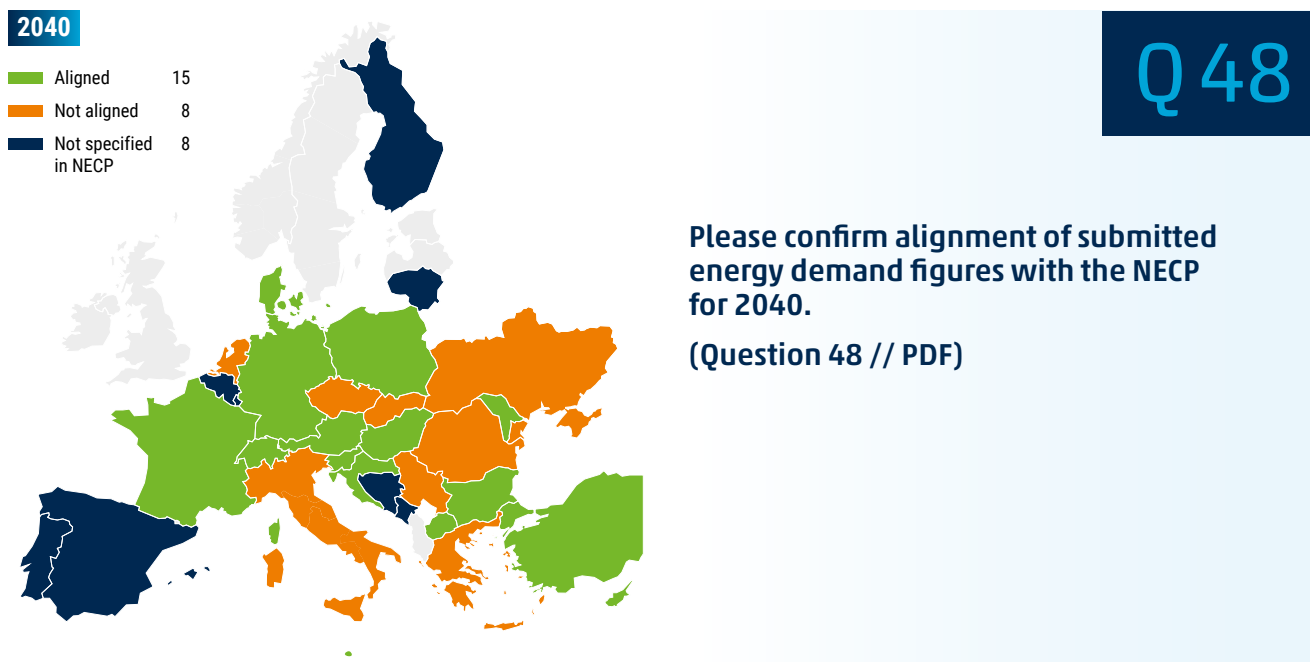 2040
Aligned 15
Not aligned 8
Not specified 8
in NECP
Q 48
Please confirm alignment of submitted
energy demand figures with the NECP
for 2040.
(Question 48 // PDF)